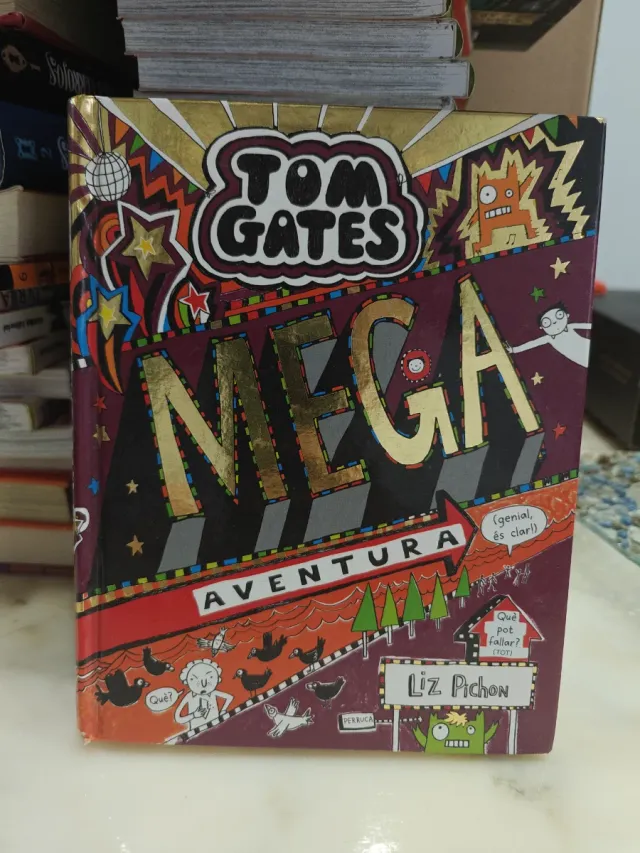 TOM
GATES
MEGA
AVENTURA
(genial,
és clar!)
Què
pot
fallar?
(TOT)
LIZ PICHON
Què?
PERRUCA